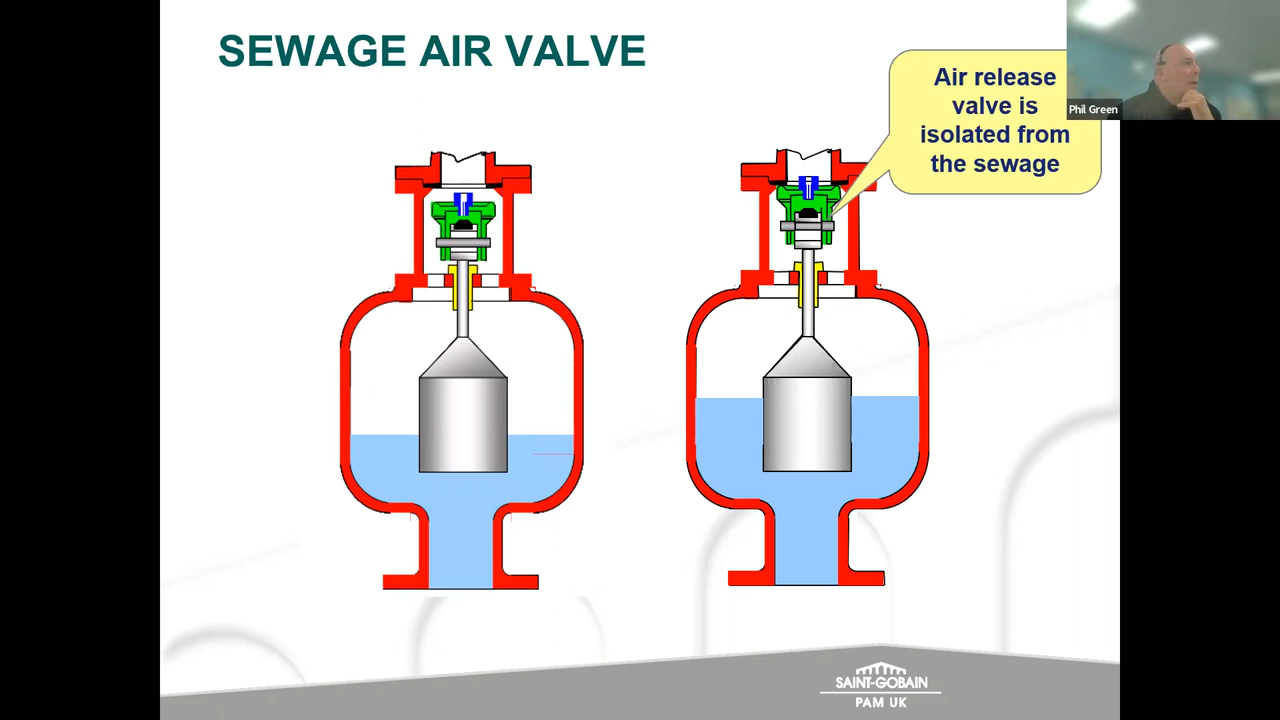 SEWAGE AIR VALVE
Air release
valve is
isolated from
the sewage
Phil Green
SAINT-GOBAIN
PAM UK